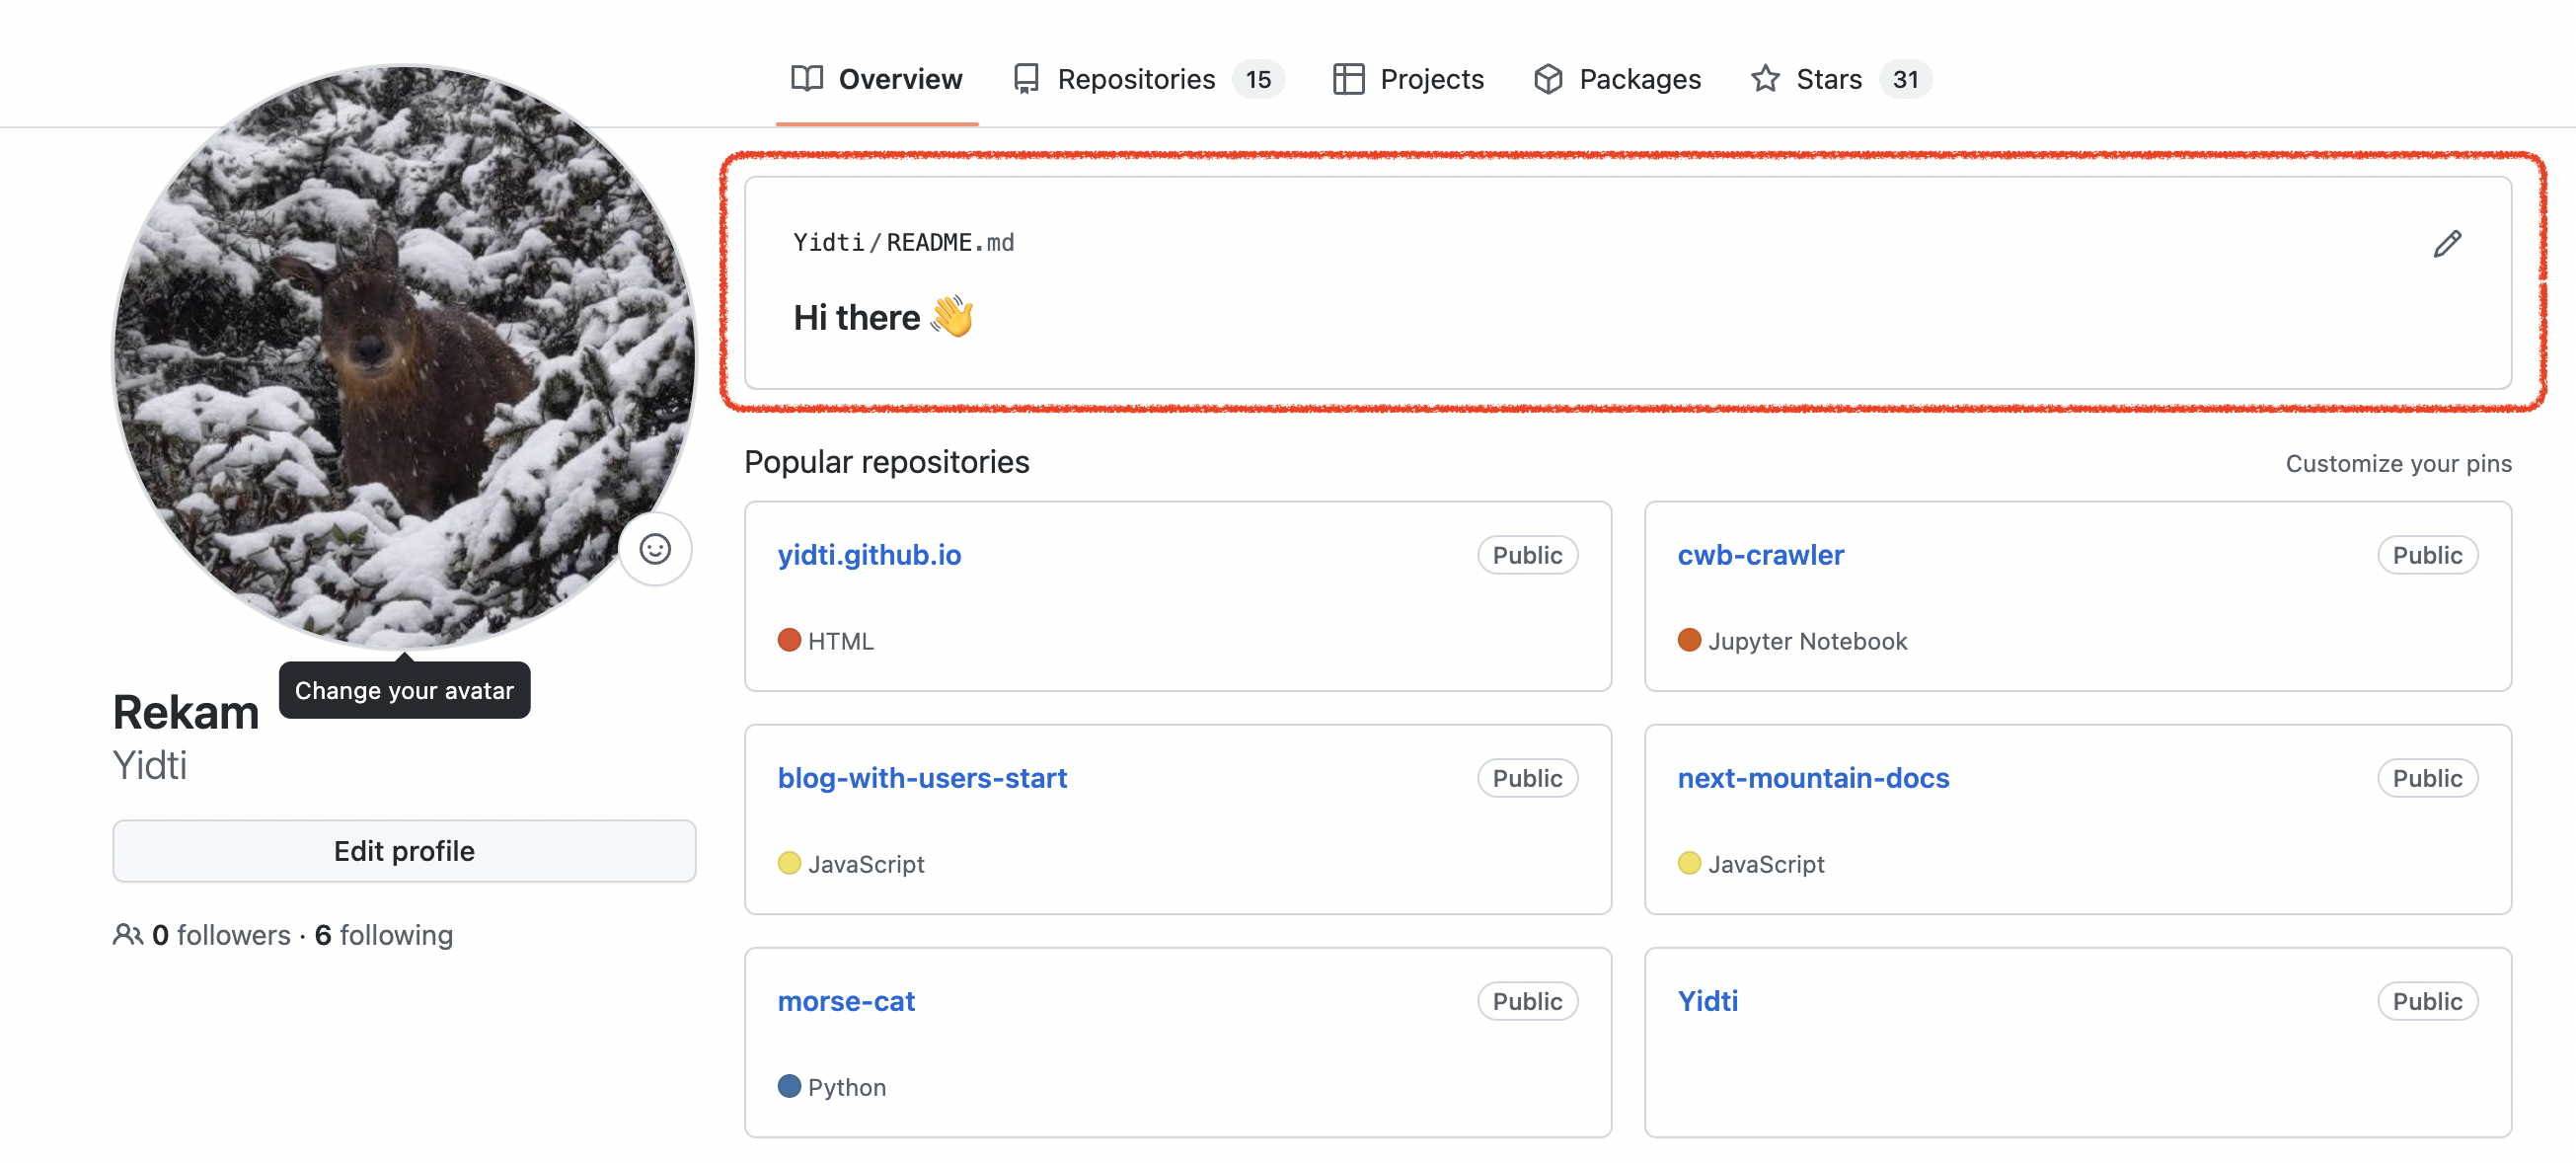 Overview Repositories 15 Projects Packages Stars 31
Yidti/README.md
Hi there 👋
Popular repositories Customize your pins
yidti.github.io Public
HTML
cwb-crawler Public
Jupyter Notebook
blog-with-users-start Public
JavaScript
next-mountain-docs Public
JavaScript
morse-cat Public
Python
Yidti Public
Change your avatar
Rekam
Yidti
Edit profile
0 followers · 6 following